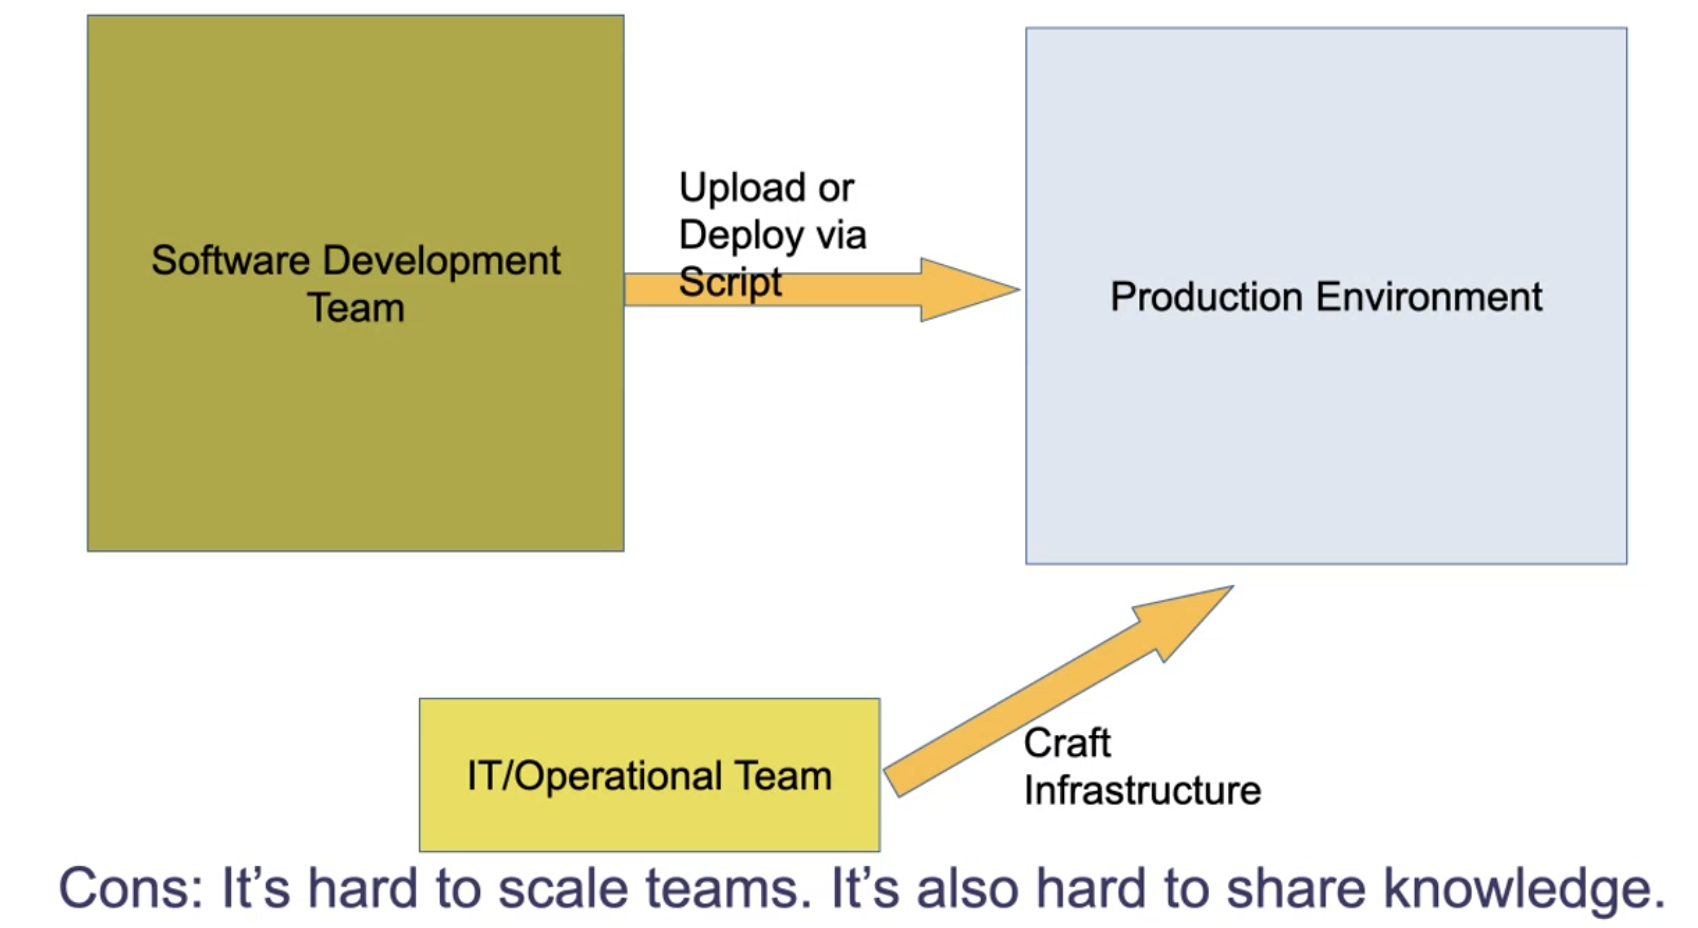 Software Development
Team
Upload or
Deploy via
Script
Production Environment
IT/Operational Team
Craft
Infrastructure
Cons: It’s hard to scale teams. It’s also hard to share knowledge.